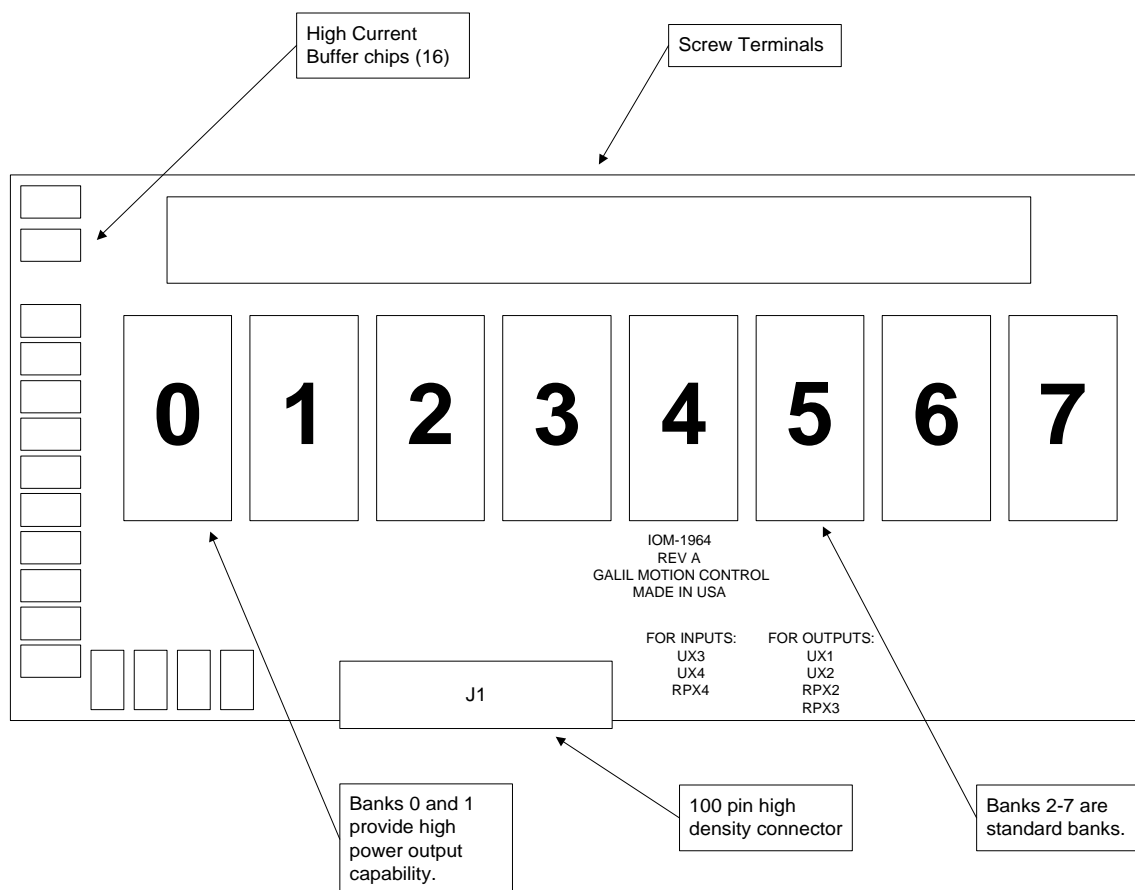 High Current
Buffer chips (16)
Screw Terminals
0 1 2 3 4 5 6 7
IOM-1964
REV A
GALIL MOTION CONTROL
MADE IN USA
FOR INPUTS:
UX3
UX4
RPX4
FOR OUTPUTS:
UX1
UX2
RPX2
RPX3
J1
Banks 0 and 1
provide high
power output
capability.
100 pin high
density connector
Banks 2-7 are
standard banks.